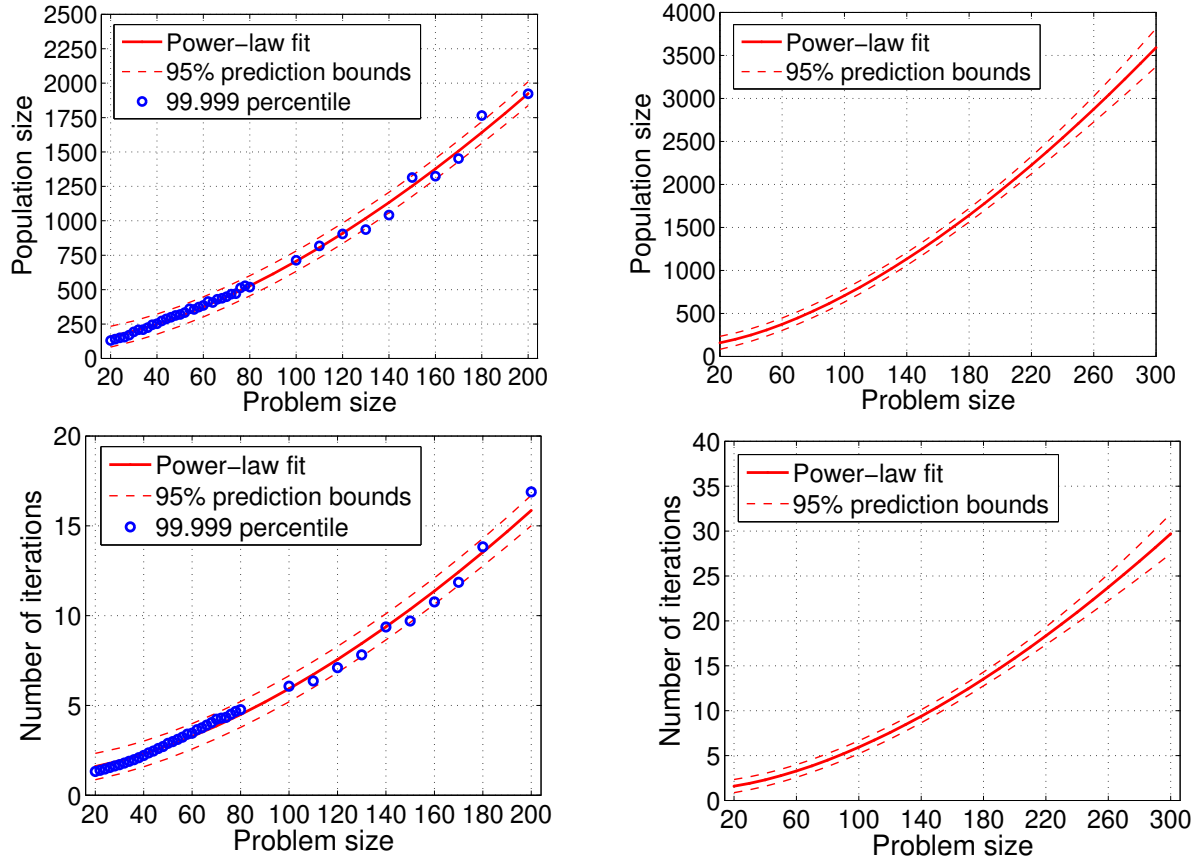 2500
2250
2000
1750
1500
1250
1000
750
500
250
0
Population size
Power-law fit
95% prediction bounds
99.999 percentile
20 40 60 80 100 120 140 160 180 200
Problem size
4000
3500
3000
2500
2000
1500
1000
500
0
Population size
Power-law fit
95% prediction bounds
20 60 100 140 180 220 260 300
Problem size
20
15
10
5
0
Number of iterations
Power-law fit
95% prediction bounds
99.999 percentile
20 40 60 80 100 120 140 160 180 200
Problem size
40
35
30
25
20
15
10
5
0
Number of iterations
Power-law fit
95% prediction bounds
20 60 100 140 180 220 260 300
Problem size